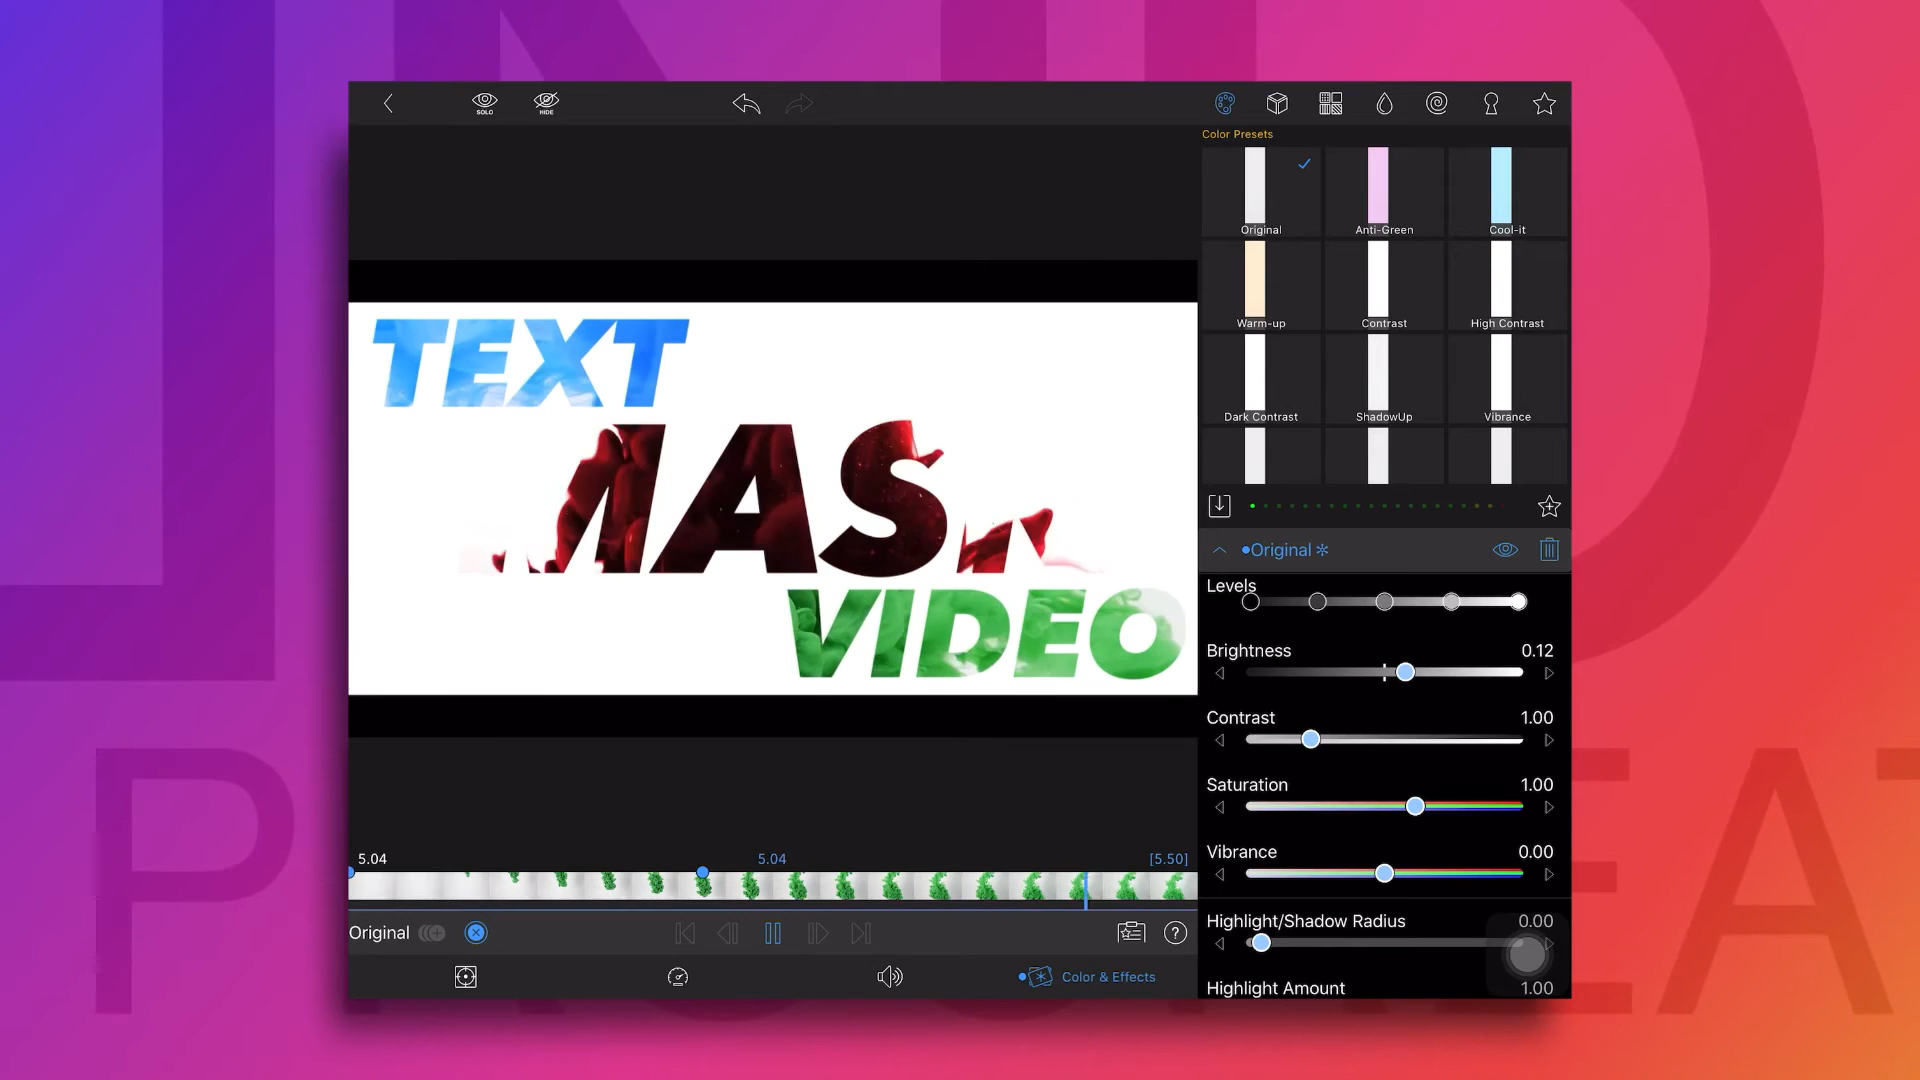 SOLO
HIDE
Color Presets
Original
Anti-Green
Cool-it
Warm-up
Contrast
High Contrast
Dark Contrast
ShadowUp
Vibrance
TEXT
MASK
VIDEO
Original
Levels
Brightness 0.12
Contrast 1.00
Saturation 1.00
Vibrance 0.00
Highlight/Shadow Radius 0.00
Highlight Amount 1.00
5.04
5.04
[5.50]
Original
?
Color & Effects